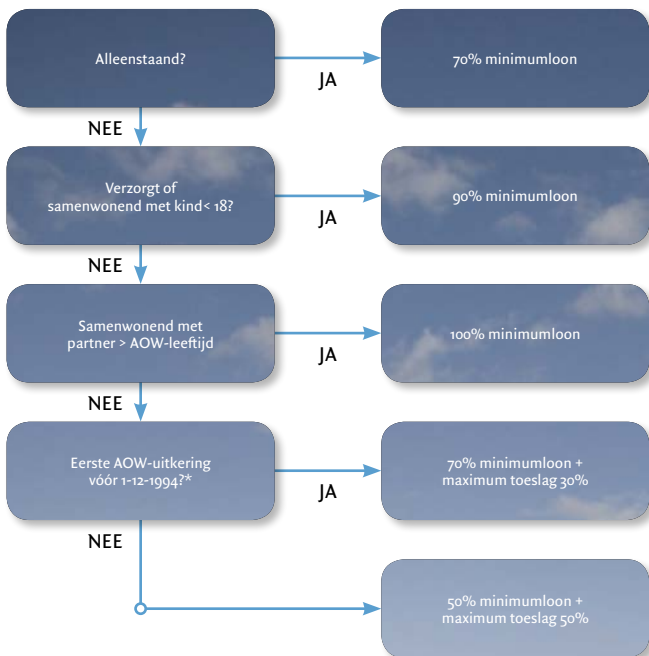 Alleenstaand?
JA
70% minimumloon
NEE
Verzorgt of
samenwonend met kind< 18?
JA
90% minimumloon
NEE
Samenwonend met
partner > AOW-leeftijd
JA
100% minimumloon
NEE
Eerste AOW-uitkering
vóór 1-12-1994?*
JA
70% minimumloon +
maximum toeslag 30%
NEE
50% minimumloon +
maximum toeslag 50%